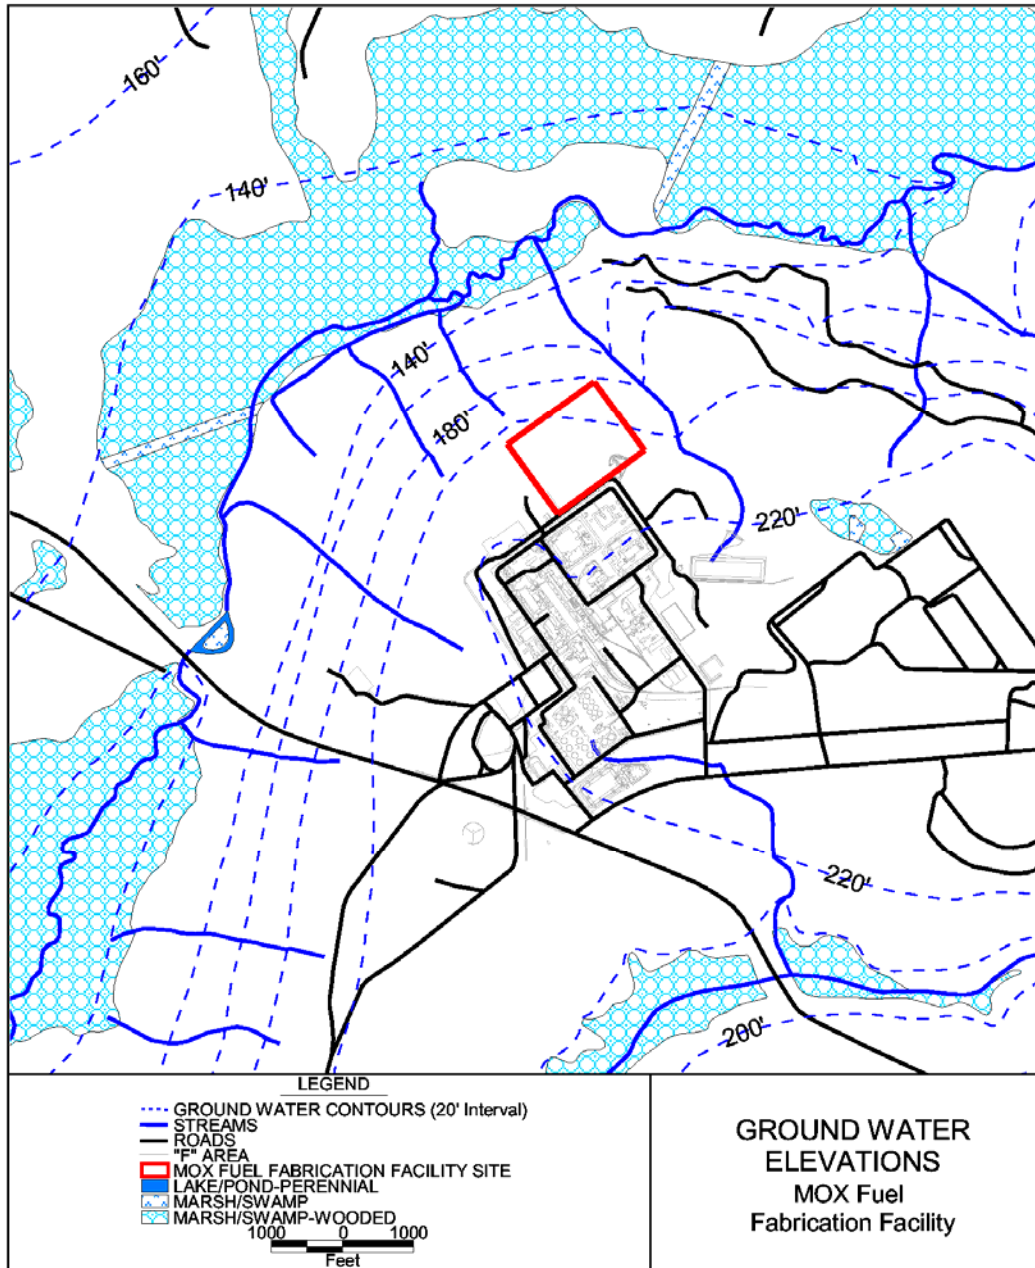 160'
140'
140'
180'
220'
220'
200'
LEGEND
GROUND WATER CONTOURS (20' Interval)
STREAMS
ROADS
"F" AREA
MOX FUEL FABRICATION FACILITY SITE
LAKE/POND-PERENNIAL
MARSH/SWAMP
MARSH/SWAMP-WOODED
1000 0 1000
Feet
GROUND WATER
ELEVATIONS
MOX Fuel
Fabrication Facility